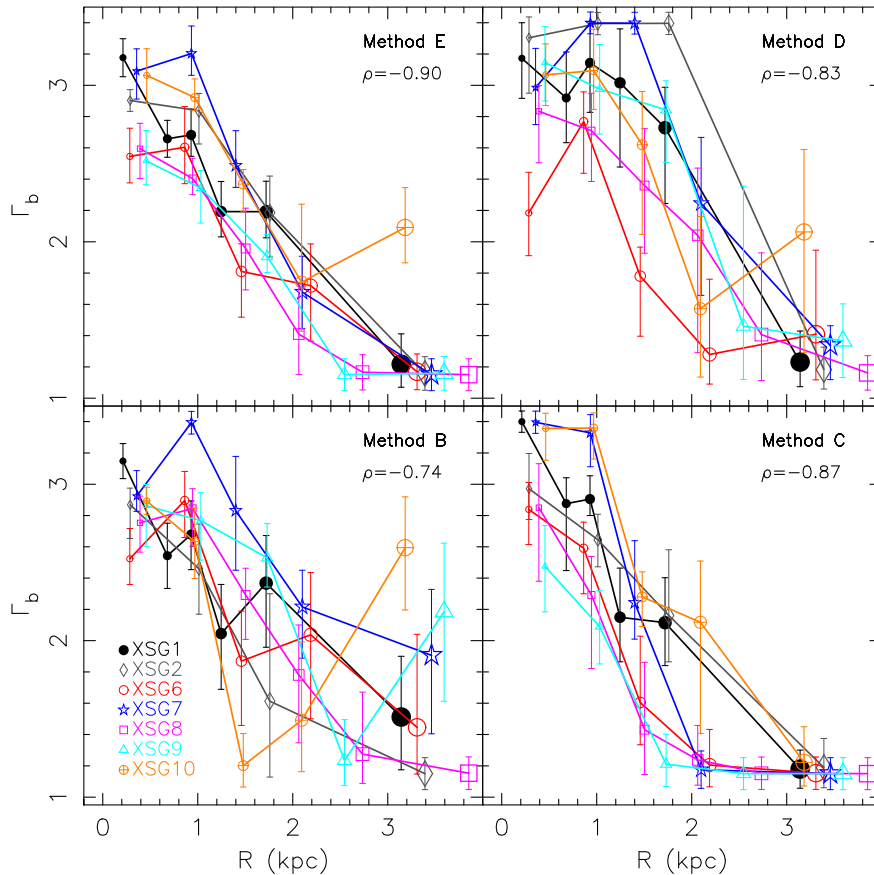 Method E
ρ=−0.90
Method D
ρ=−0.83
3
2
1
Γb
Method B
ρ=−0.74
Method C
ρ=−0.87
3
2
1
Γb
XSG1
XSG2
XSG6
XSG7
XSG8
XSG9
XSG10
0 1 2 3 0 1 2 3
R (kpc) R (kpc)